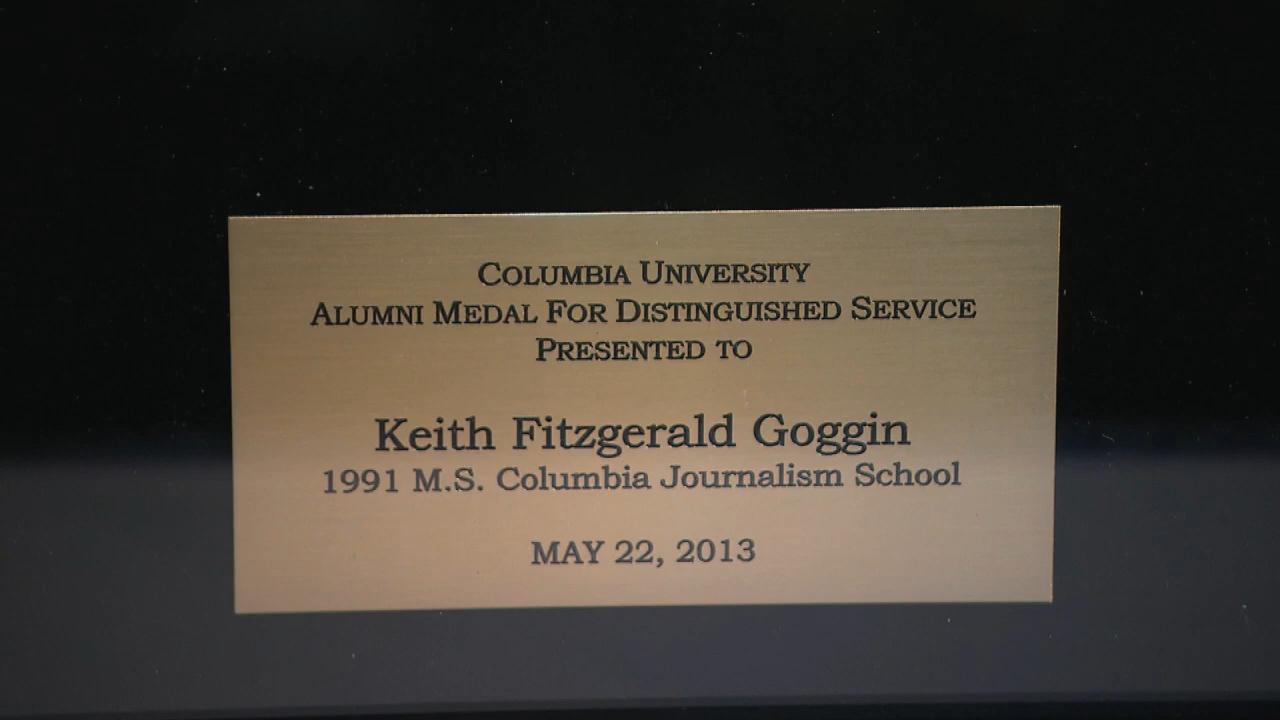 COLUMBIA UNIVERSITY
ALUMNI MEDAL FOR DISTINGUISHED SERVICE
PRESENTED TO
Keith Fitzgerald Goggin
1991 M.S. Columbia Journalism School
MAY 22, 2013